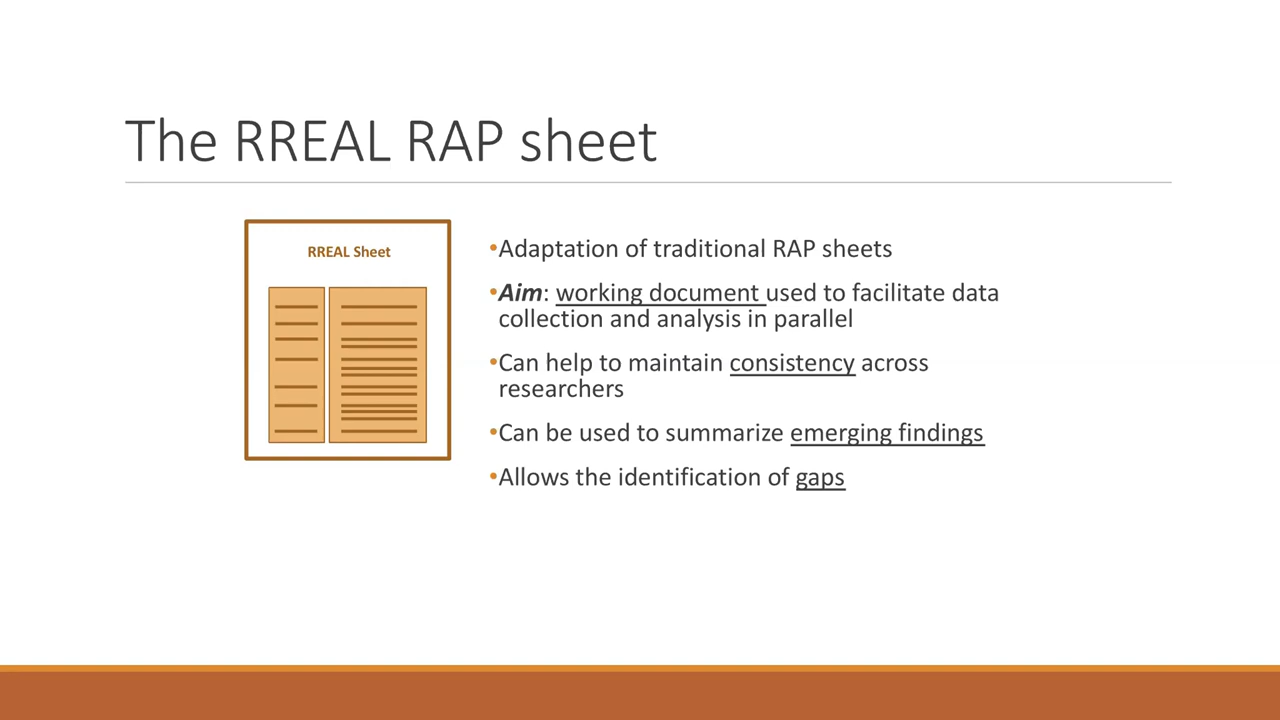 The RREAL RAP sheet
RREAL Sheet
•Adaptation of traditional RAP sheets
•Aim: working document used to facilitate data
collection and analysis in parallel
•Can help to maintain consistency across
researchers
•Can be used to summarize emerging findings
•Allows the identification of gaps